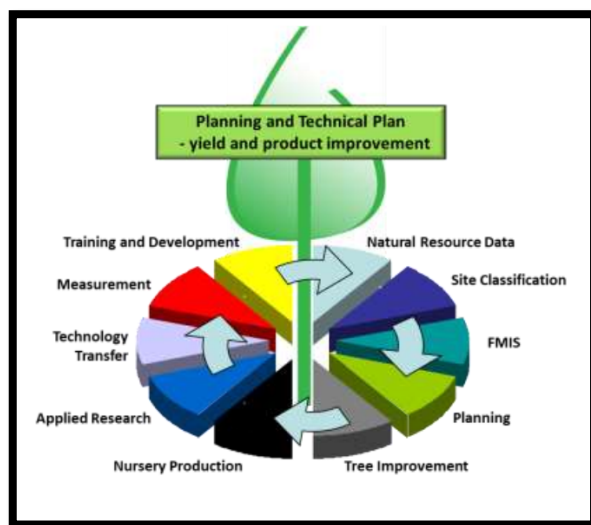 Planning and Technical Plan
- yield and product improvement
Training and Development
Natural Resource Data
Measurement
Site Classification
Technology
Transfer
FMIS
Applied Research
Planning
Nursery Production
Tree Improvement